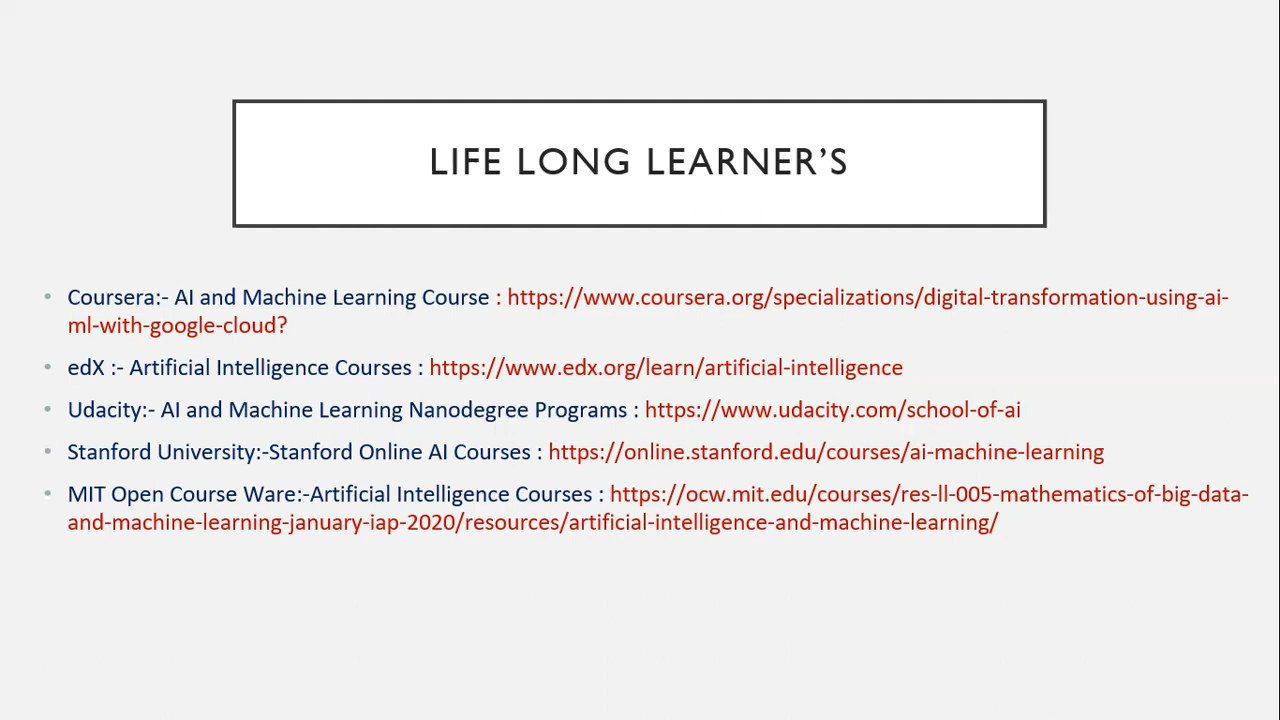 LIFE LONG LEARNER’S
• Coursera:- AI and Machine Learning Course : https://www.coursera.org/specializations/digital-transformation-using-ai-
ml-with-google-cloud?
• edX :- Artificial Intelligence Courses : https://www.edx.org/learn/artificial-intelligence
• Udacity:- AI and Machine Learning Nanodegree Programs : https://www.udacity.com/school-of-ai
• Stanford University:-Stanford Online AI Courses : https://online.stanford.edu/courses/ai-machine-learning
• MIT Open Course Ware:-Artificial Intelligence Courses : https://ocw.mit.edu/courses/res-ll-005-mathematics-of-big-data-
and-machine-learning-january-iap-2020/resources/artificial-intelligence-and-machine-learning/